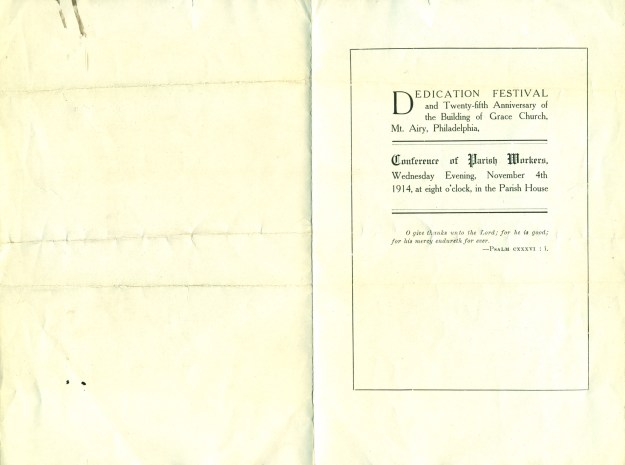 DEDICATION FESTIVAL
and Twenty-fifth Anniversary of
the Building of Grace Church,
Mt. Airy, Philadelphia,
Conference of Parish Workers,
Wednesday Evening, November 4th
1914, at eight o'clock, in the Parish House
O give thanks unto the Lord; for he is good;
for his mercy endureth for ever.
—PSALM CXXXVI : 1.